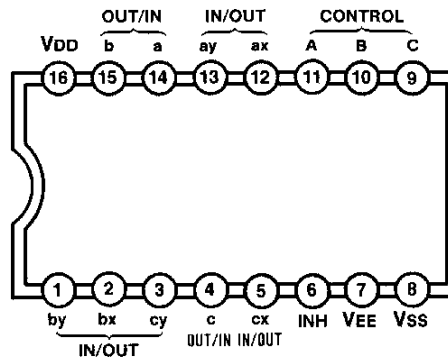 OUT/IN IN/OUT CONTROL
VDD b a ay ax A B C
16 15 14 13 12 11 10 9
1 2 3 4 5 6 7 8
by bx cy c cx INH VEE VSS
IN/OUT OUT/IN IN/OUT